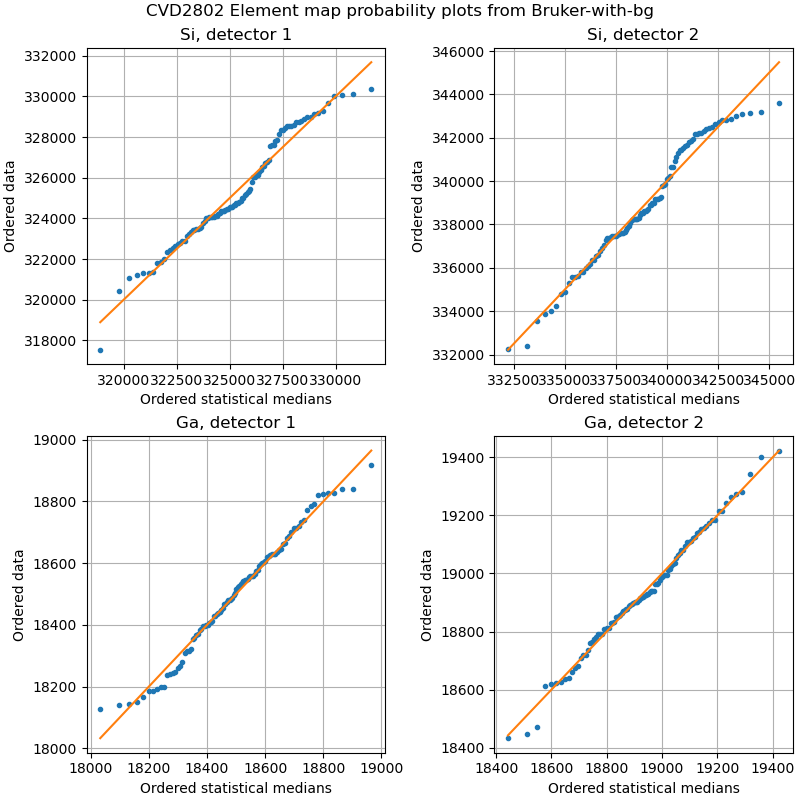 CVD2802 Element map probability plots from Bruker-with-bg
Si, detector 1
Si, detector 2
332000
330000
328000
326000
324000
322000
320000
318000
Ordered data
320000 322500 325000 327500 330000
Ordered statistical medians
346000
344000
342000
340000
338000
336000
334000
332000
Ordered data
332500 335000 337500 340000 342500 345000
Ordered statistical medians
Ga, detector 1
Ga, detector 2
19000
18800
18600
18400
18200
18000
Ordered data
18000 18200 18400 18600 18800 19000
Ordered statistical medians
19400
19200
19000
18800
18600
18400
Ordered data
18400 18600 18800 19000 19200 19400
Ordered statistical medians